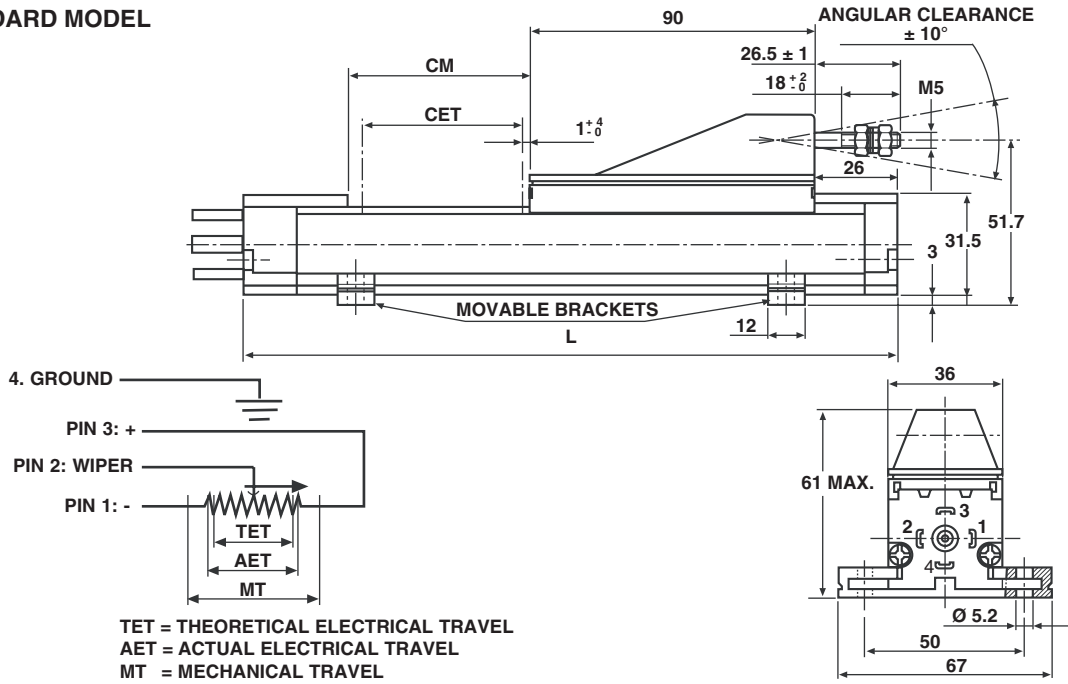 DARD MODEL
90
ANGULAR CLEARANCE
± 10°
26.5 ± 1
CM
18 +2 -0
M5
CET
1 +4 -0
26
51.7
31.5
3
MOVABLE BRACKETS
12
L
4. GROUND
36
PIN 3: +
PIN 2: WIPER
61 MAX.
PIN 1: -
3
2
1
TET
4
AET
MT
Ø 5.2
TET = THEORETICAL ELECTRICAL TRAVEL
50
AET = ACTUAL ELECTRICAL TRAVEL
67
MT = MECHANICAL TRAVEL